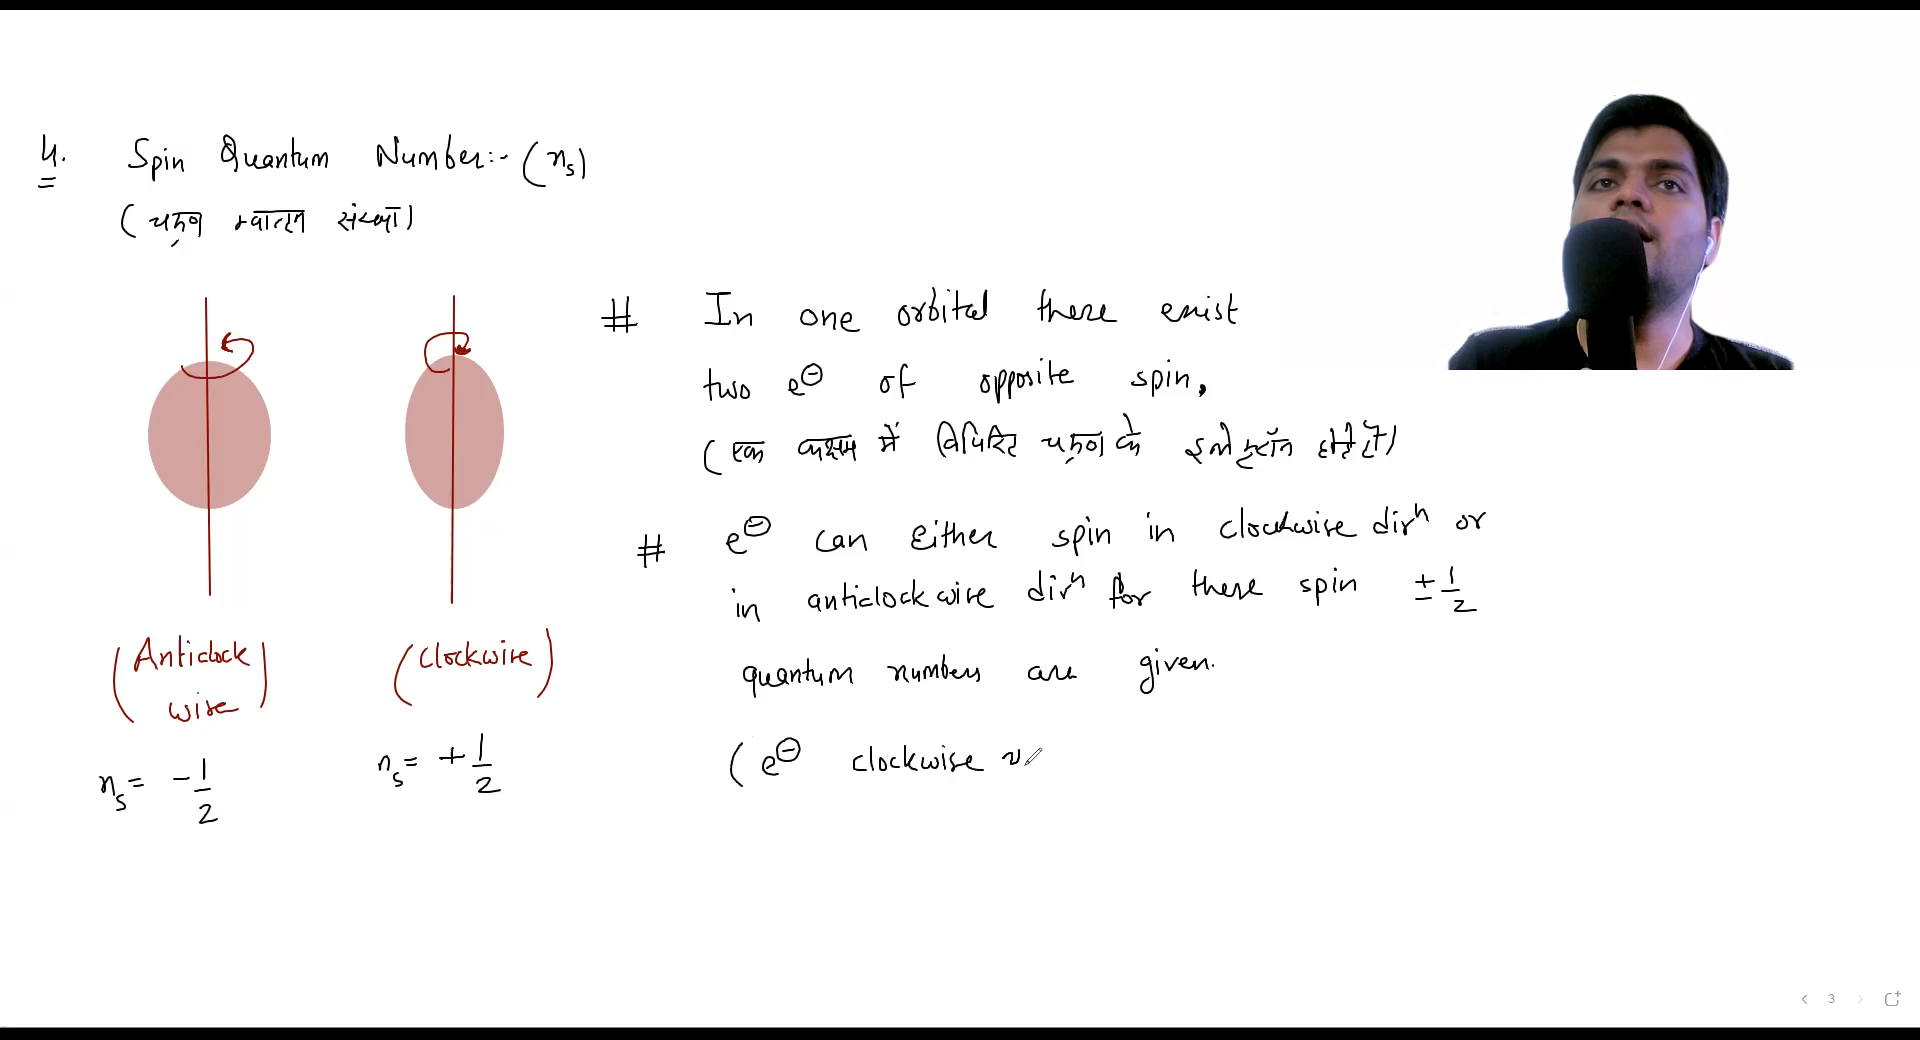 4. Spin Quantum Number:- (ns)
(चक्रण क्वान्टम संख्या)
# In one orbital there exist
two e⊖ of opposite spin,
(एक कक्षक में विपरित चक्रण के इलेक्ट्रॉन होते हैं)
# e⊖ can either spin in clockwise dirⁿ or
in anticlockwise dirⁿ for there spin ±1/2
quantum numbers are given.
(e⊖ clockwise
(Anticlock
wise)
ns = -1/2
(clockwise)
ns = +1/2
3